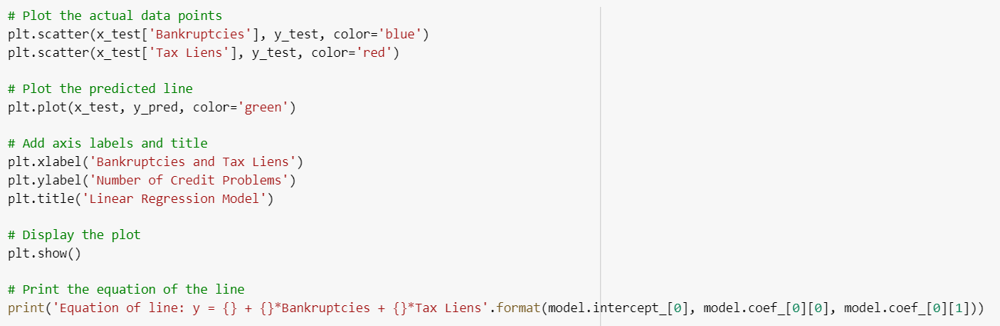 # Plot the actual data points
plt.scatter(x_test['Bankruptcies'], y_test, color='blue')
plt.scatter(x_test['Tax Liens'], y_test, color='red')
# Plot the predicted line
plt.plot(x_test, y_pred, color='green')
# Add axis labels and title
plt.xlabel('Bankruptcies and Tax Liens')
plt.ylabel('Number of Credit Problems')
plt.title('Linear Regression Model')
# Display the plot
plt.show()
# Print the equation of the line
print('Equation of line: y = {} + {}*Bankruptcies + {}*Tax Liens'.format(model.intercept_[0], model.coef_[0][0], model.coef_[0][1]))